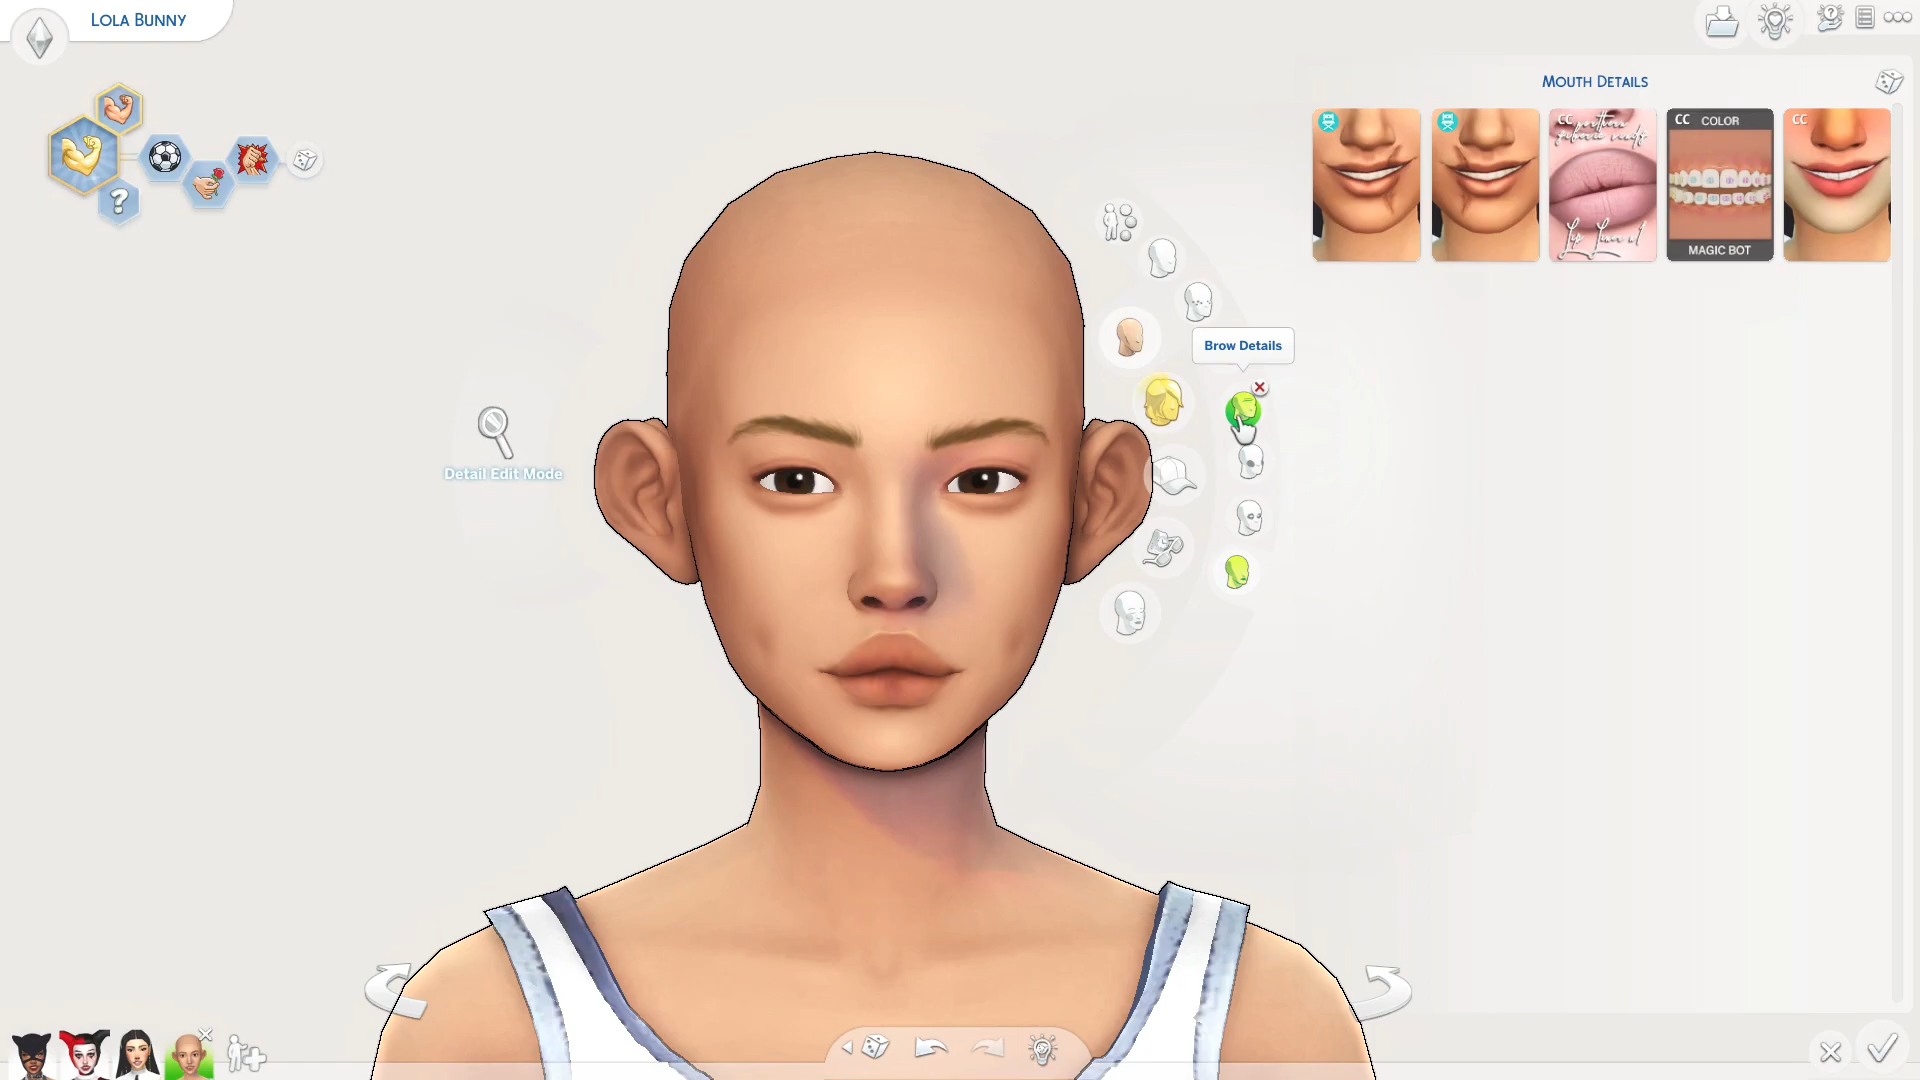 Lola Bunny
Mouth Details
CC
CC COLOR
MAGIC BOT
CC
Brow Details
Detail Edit Mode
?